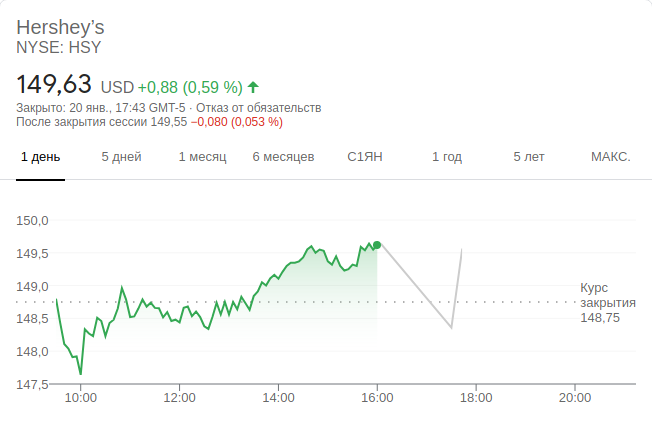 Hershey’s
NYSE: HSY
149,63 USD +0,88 (0,59 %)
Закрыто: 20 янв., 17:43 GMT-5 · Отказ от обязательств
После закрытия сессии 149,55 −0,080 (0,053 %)
1 день 5 дней 1 месяц 6 месяцев С1ЯН 1 год 5 лет МАКС.
150,0
149,5
149,0
148,5
148,0
147,5
Курс
закрытия
148,75
10:00 12:00 14:00 16:00 18:00 20:00